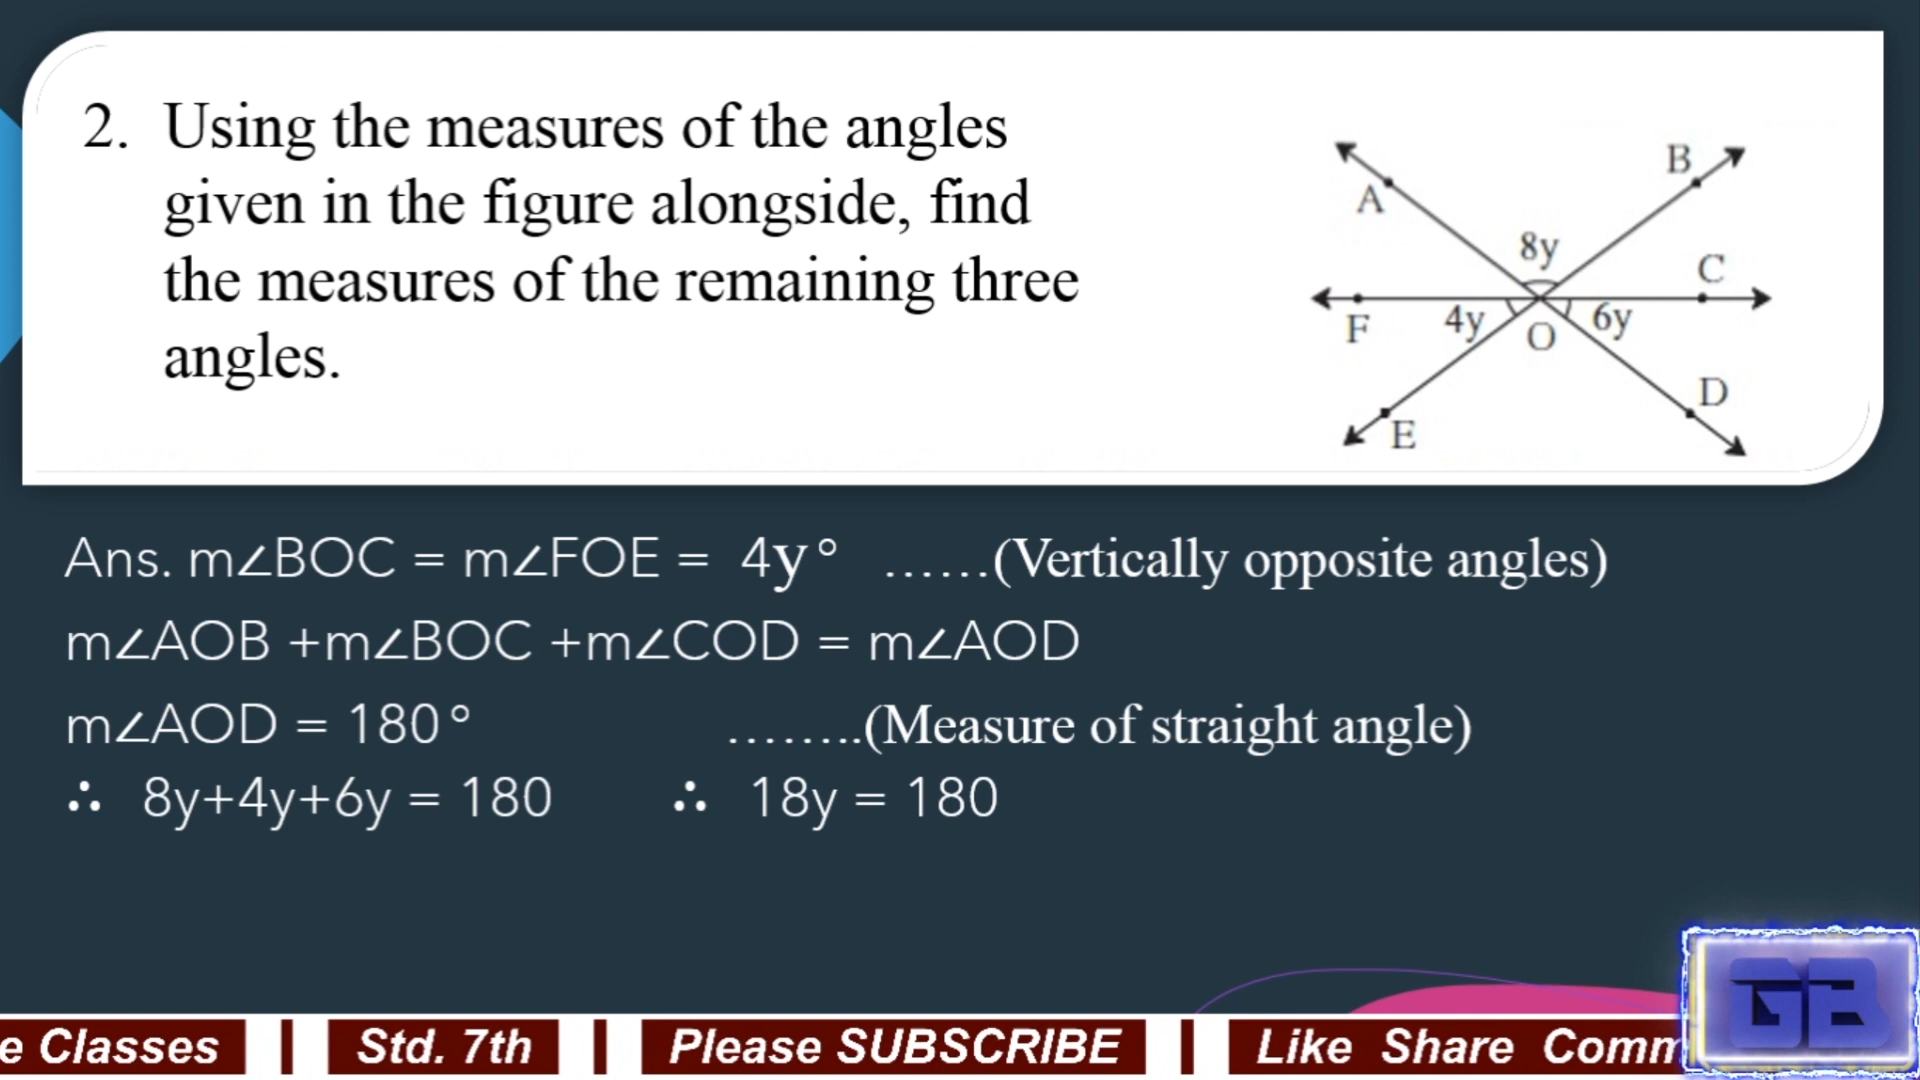 2. Using the measures of the angles
given in the figure alongside, find
the measures of the remaining three
angles.
A
B
8y
C
F
4y
O
6y
D
E
Ans. m∠BOC = m∠FOE = 4y° ......(Vertically opposite angles)
m∠AOB +m∠BOC +m∠COD = m∠AOD
m∠AOD = 180° ........(Measure of straight angle)
∴ 8y+4y+6y = 180 ∴ 18y = 180
e Classes | Std. 7th | Please SUBSCRIBE | Like Share Comm
GB